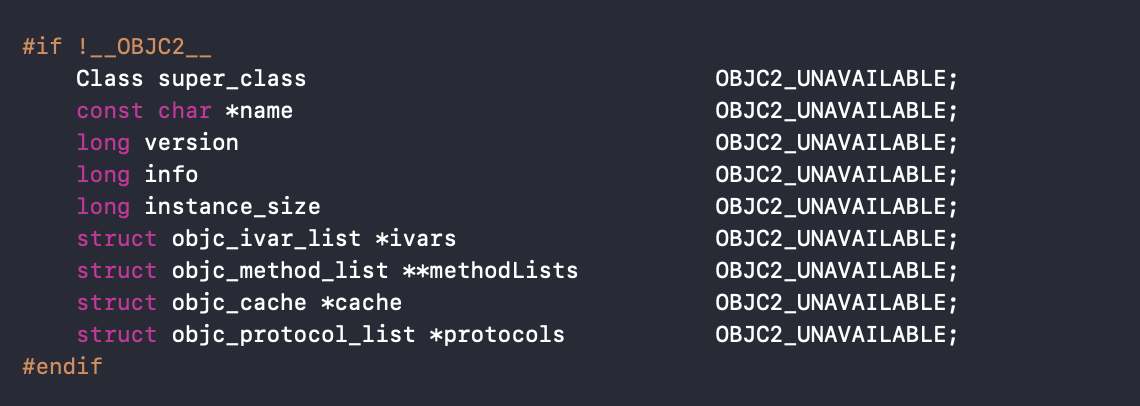 #if !__OBJC2__
    Class super_class                              OBJC2_UNAVAILABLE;
    const char *name                               OBJC2_UNAVAILABLE;
    long version                                   OBJC2_UNAVAILABLE;
    long info                                      OBJC2_UNAVAILABLE;
    long instance_size                             OBJC2_UNAVAILABLE;
    struct objc_ivar_list *ivars                   OBJC2_UNAVAILABLE;
    struct objc_method_list **methodLists          OBJC2_UNAVAILABLE;
    struct objc_cache *cache                       OBJC2_UNAVAILABLE;
    struct objc_protocol_list *protocols           OBJC2_UNAVAILABLE;
#endif